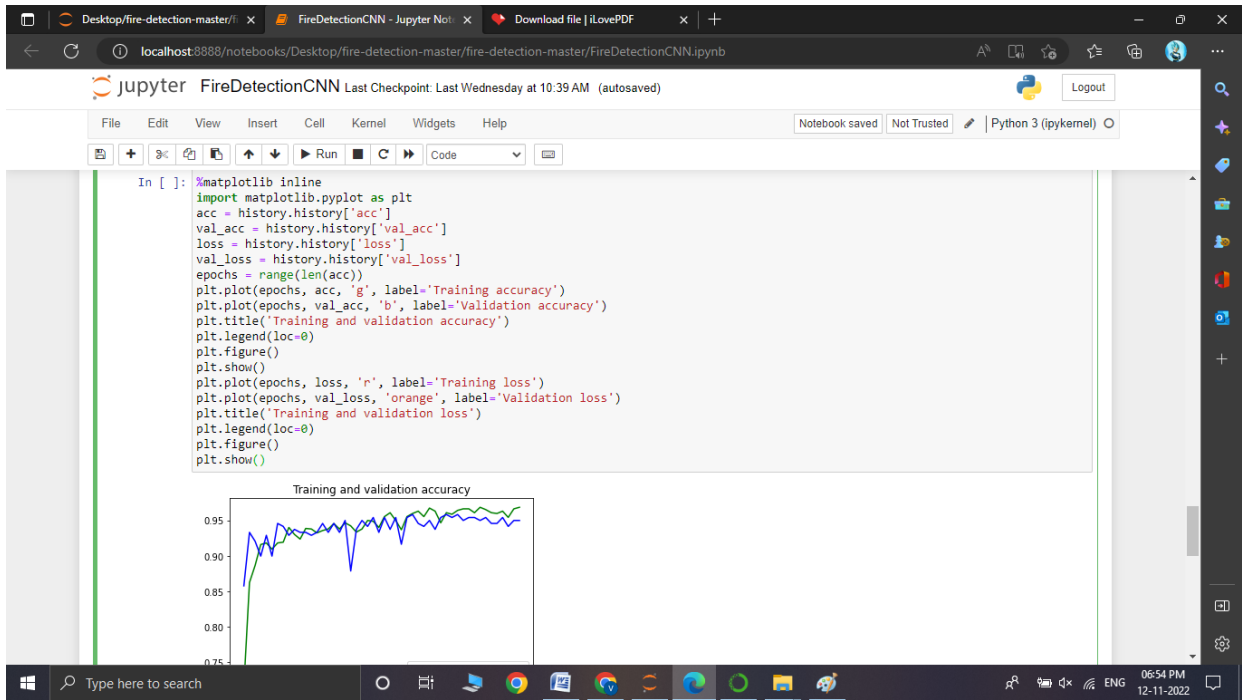 Desktop/fire-detection-master/fi
FireDetectionCNN - Jupyter Note
Download file | iLovePDF
localhost:8888/notebooks/Desktop/fire-detection-master/fire-detection-master/FireDetectionCNN.ipynb
jupyter FireDetectionCNN Last Checkpoint: Last Wednesday at 10:39 AM (autosaved)
Logout
File Edit View Insert Cell Kernel Widgets Help
Notebook saved Not Trusted Python 3 (ipykernel)
Run Code
In [ ]: %matplotlib inline
import matplotlib.pyplot as plt
acc = history.history['acc']
val_acc = history.history['val_acc']
loss = history.history['loss']
val_loss = history.history['val_loss']
epochs = range(len(acc))
plt.plot(epochs, acc, 'g', label='Training accuracy')
plt.plot(epochs, val_acc, 'b', label='Validation accuracy')
plt.title('Training and validation accuracy')
plt.legend(loc=0)
plt.figure()
plt.show()
plt.plot(epochs, loss, 'r', label='Training loss')
plt.plot(epochs, val_loss, 'orange', label='Validation loss')
plt.title('Training and validation loss')
plt.legend(loc=0)
plt.figure()
plt.show()
Training and validation accuracy
0.95
0.90
0.85
0.80
0.75
Type here to search
ENG
06:54 PM
12-11-2022